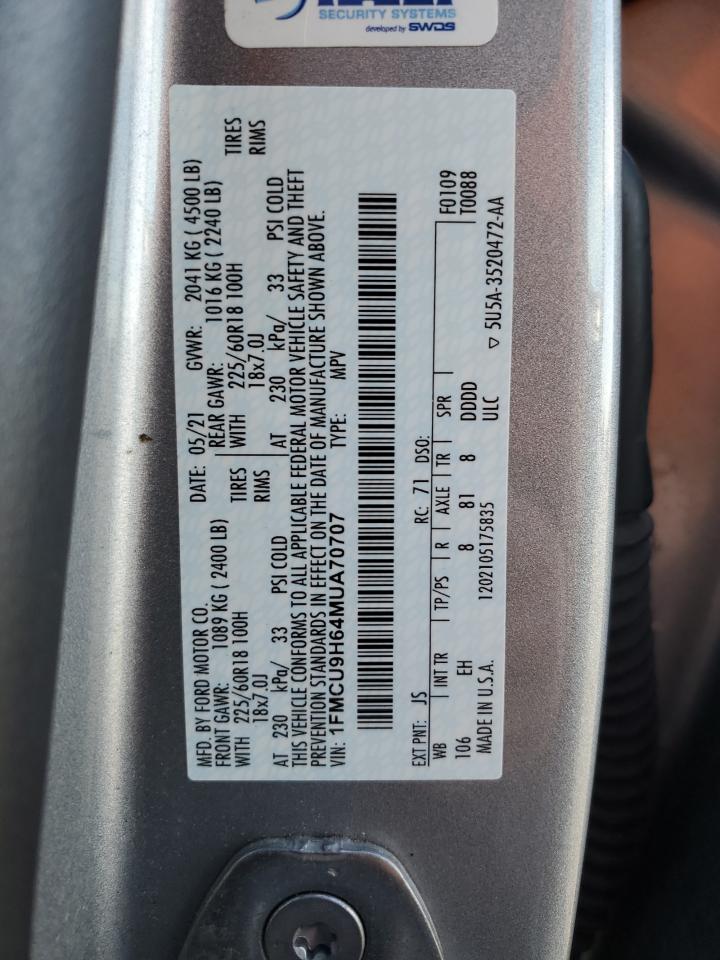 SECURITY SYSTEMS
developed by SWDS
MFD. BY FORD MOTOR CO.
DATE: 05/21 GVWR: 2041 KG ( 4500 LB)
FRONT GAWR: 1089 KG ( 2400 LB) REAR GAWR: 1016 KG ( 2240 LB)
WITH 225/60R18 100H TIRES WITH 225/60R18 100H TIRES
18x7.0J RIMS 18x7.0J RIMS
AT 230 kPa/ 33 PSI COLD AT 230 kPa/ 33 PSI COLD
THIS VEHICLE CONFORMS TO ALL APPLICABLE FEDERAL MOTOR VEHICLE SAFETY AND THEFT
PREVENTION STANDARDS IN EFFECT ON THE DATE OF MANUFACTURE SHOWN ABOVE.
VIN: 1FMCU9H64MUA70707 TYPE: MPV
EXT PNT: JS RC: 71 DSO: F0109
WB INT TR TP/PS R AXLE TR SPR T0088
106 EH 8 81 8 DDDD
MADE IN U.S.A. 1202105175835 ULC ▽ 5U5A-3520472-AA